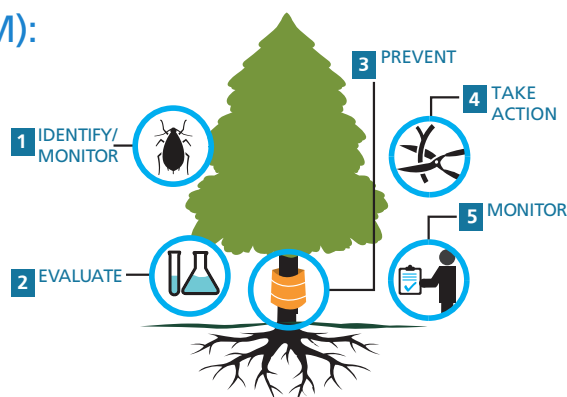 M):
1 IDENTIFY/
MONITOR
2 EVALUATE
3 PREVENT
4 TAKE
ACTION
5 MONITOR